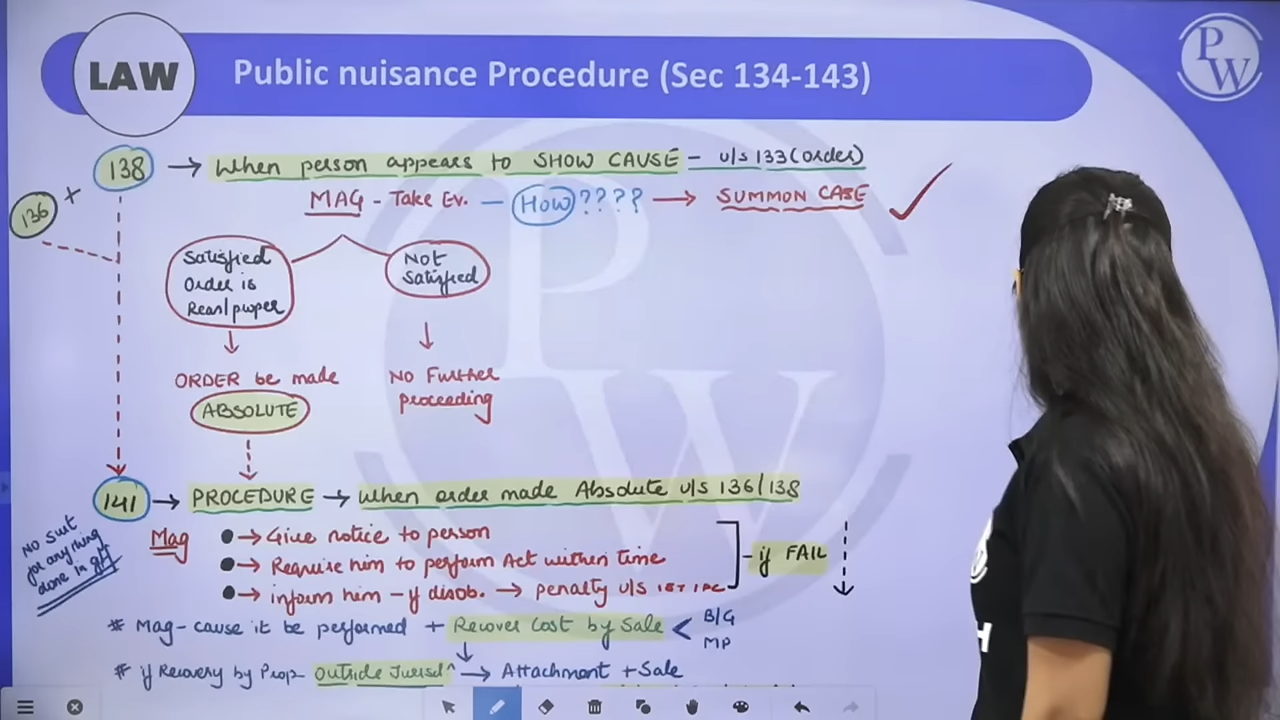 LAW
Public nuisance Procedure (Sec 134-143)
PW
138 → When person appears to SHOW CAUSE - u/s 133 (order)
136 +
MAG - Take Ev. - How ???? → SUMMON CASE
Satisfied
Order is
Rean/proper
Not
Satisfied
ORDER be made
ABSOLUTE
NO Further
proceeding
141 → PROCEDURE → When order made Absolute u/s 136/138
No suit
for anything
done in g/f
Mag
→ Give notice to person
→ Require him to perform Act within time
→ inform him - if disob. → penalty u/s IPC
if FAIL
# Mag- cause it be performed + Recover Cost by Sale < B/G
MP
# if Recovery by Prop- Outside Jurisdn → Attachment + Sale
PW
H